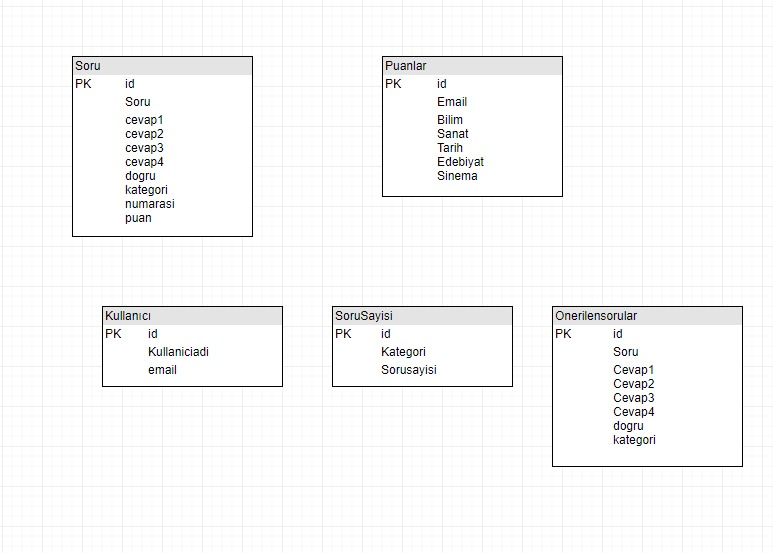 Soru
PK id
Soru
cevap1
cevap2
cevap3
cevap4
dogru
kategori
numarasi
puan
Puanlar
PK id
Email
Bilim
Sanat
Tarih
Edebiyat
Sinema
Kullanıcı
PK id
Kullaniciadi
email
SoruSayisi
PK id
Kategori
Sorusayisi
Onerilensorular
PK id
Soru
Cevap1
Cevap2
Cevap3
Cevap4
dogru
kategori